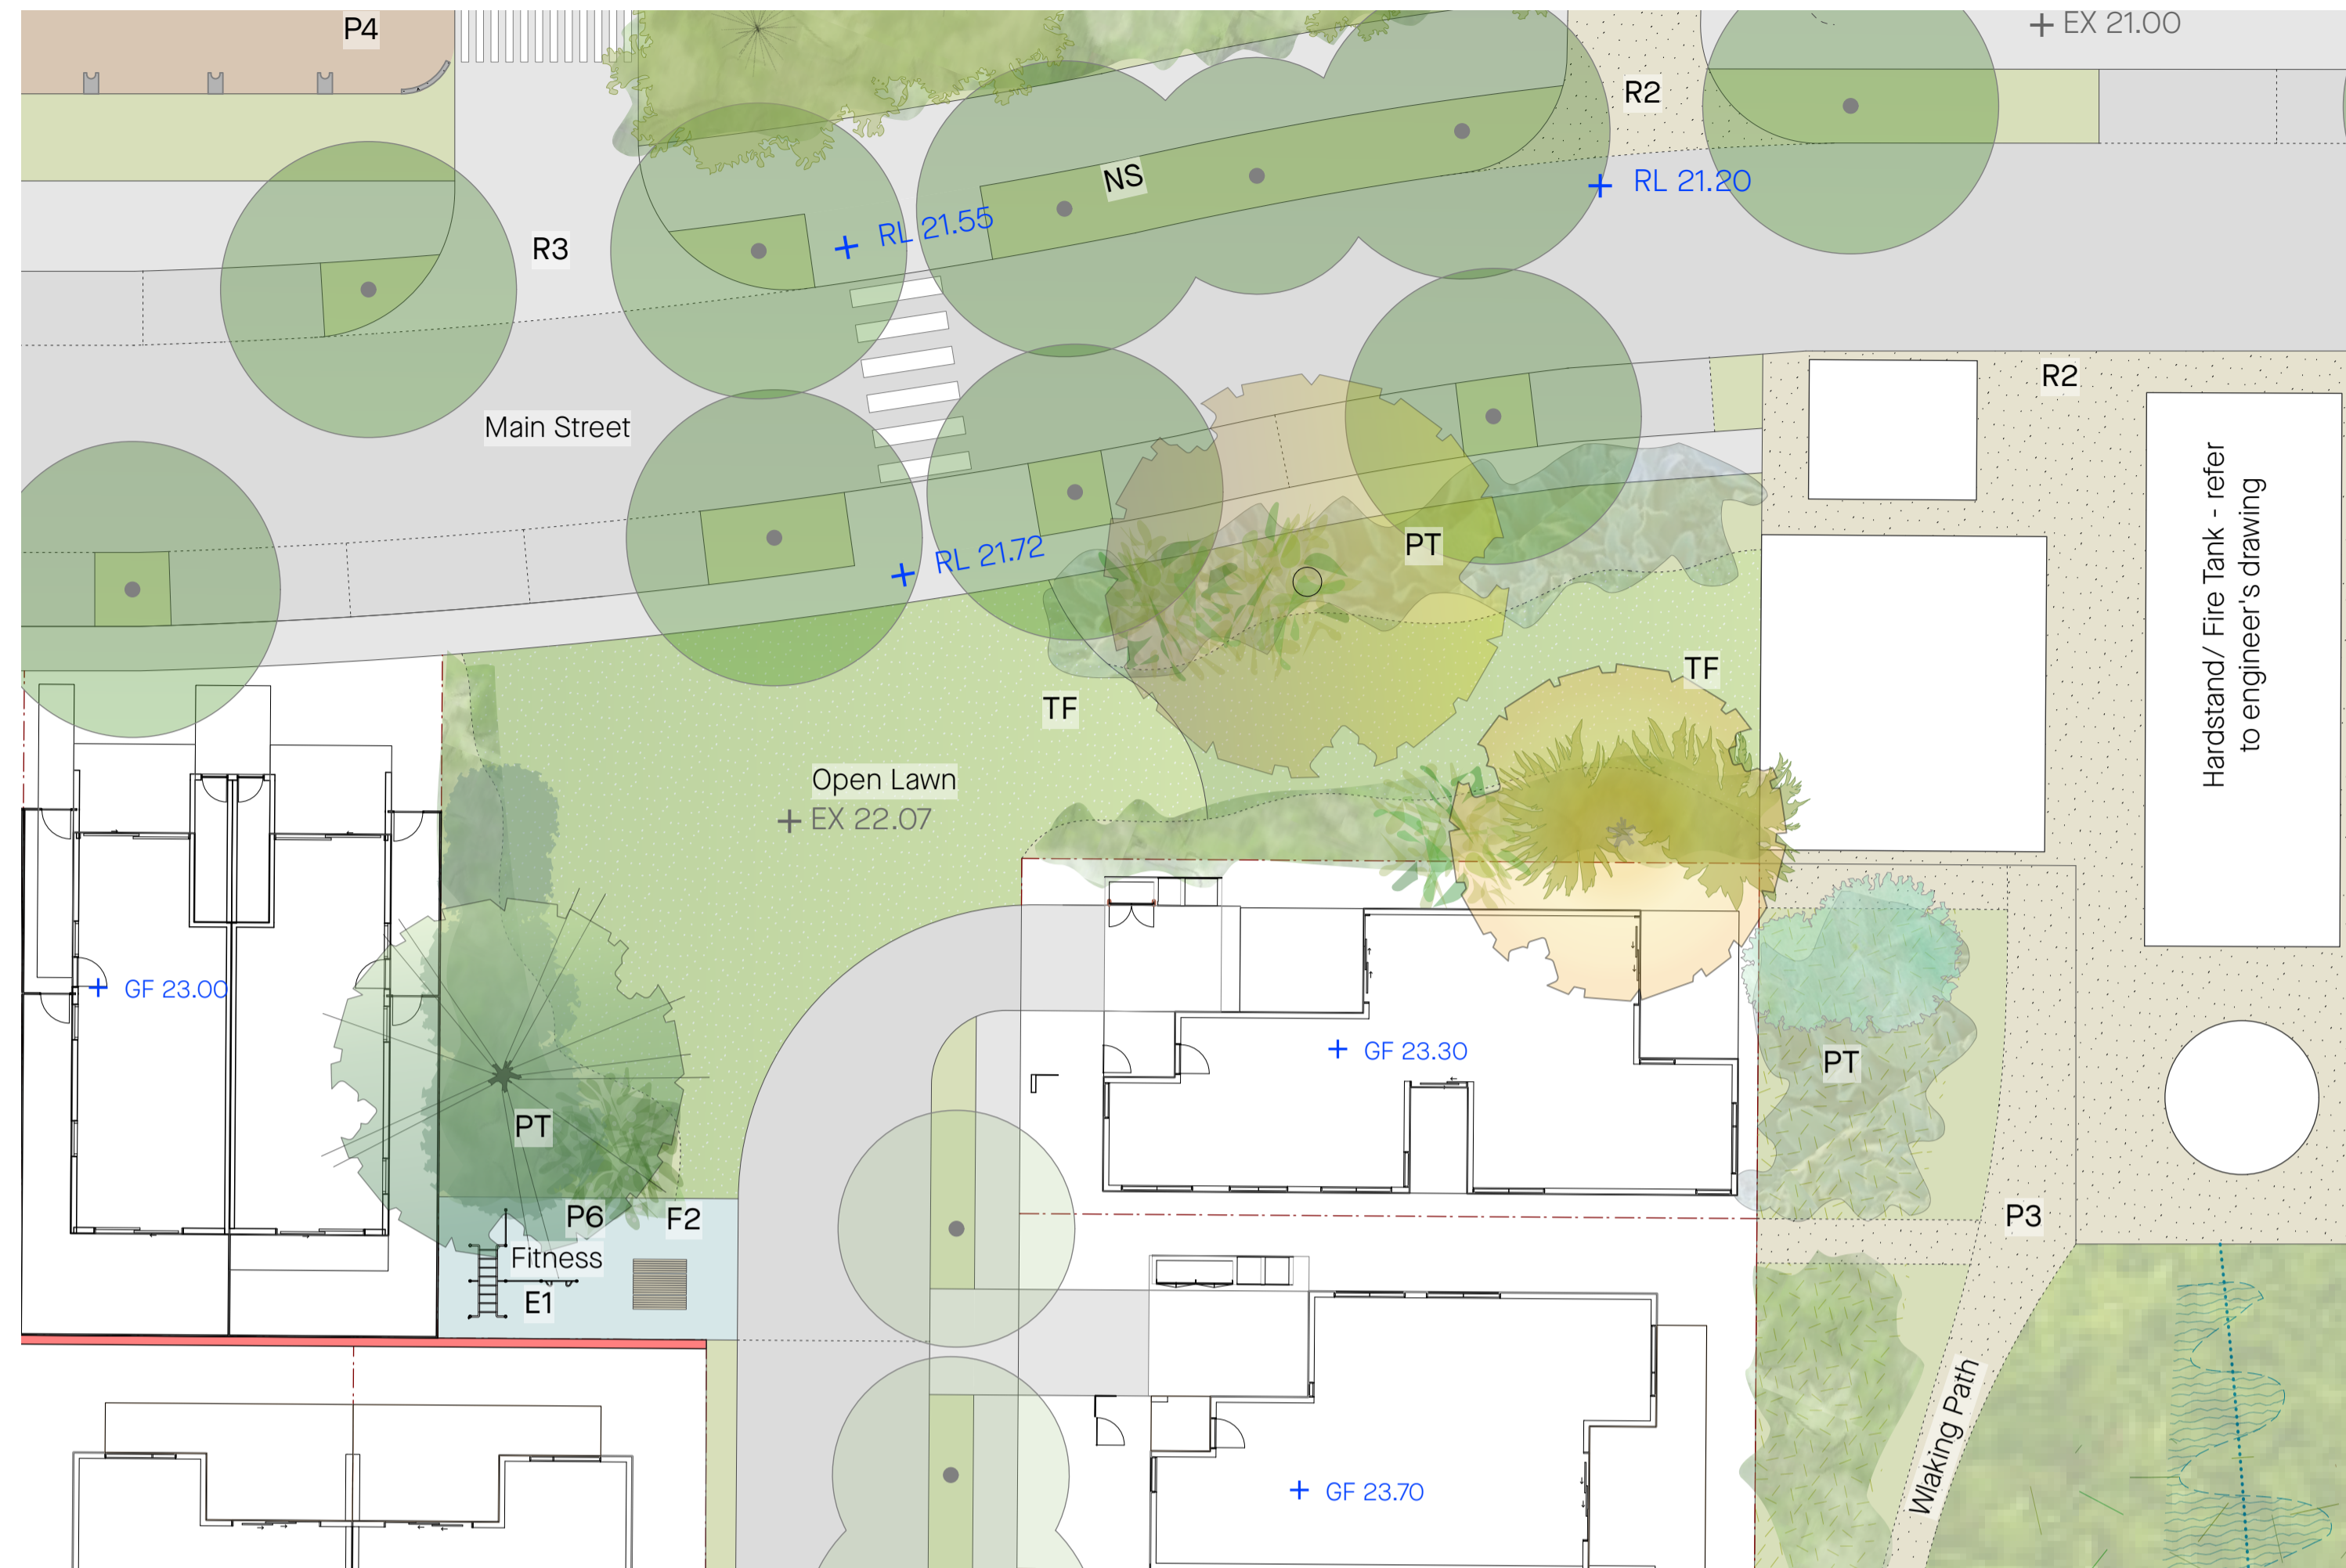 P4
EX 21.00
R2
NS
RL 21.20
RL 21.55
R3
R2
Main Street
Hardstand/ Fire Tank - refer
to engineer's drawing
PT
RL 21.72
TF
TF
Open Lawn
EX 22.07
GF 23.00
GF 23.30
PT
PT
P6
F2
P3
Fitness
E1
Wlaking Path
GF 23.70